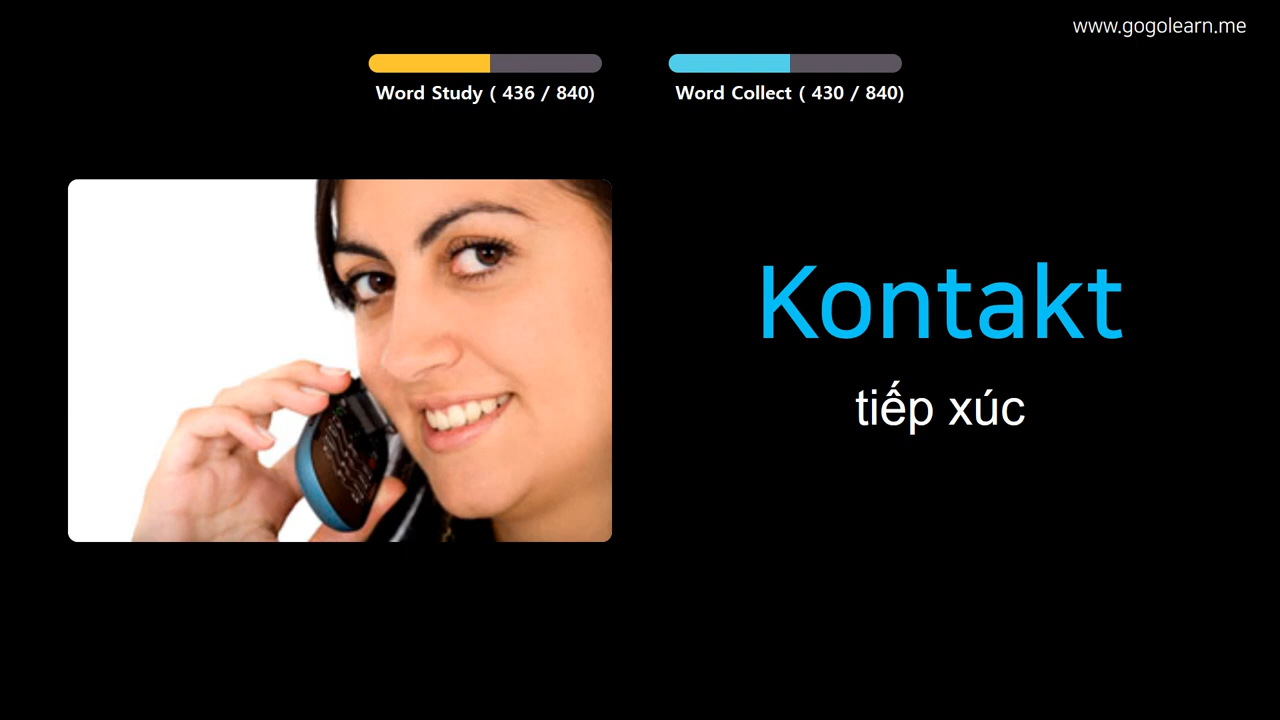 www.gogolearn.me
Word Study ( 436 / 840)
Word Collect ( 430 / 840)
Kontakt
tiếp xúc